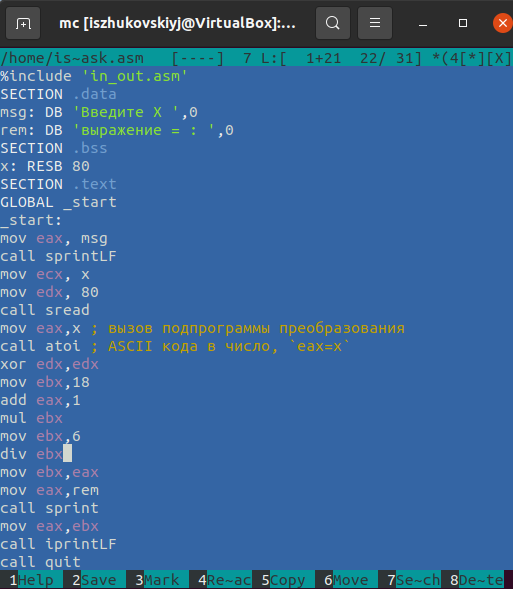 mc [iszhukovskiyj@VirtualBox]:...
/home/is~ask.asm   [----]  7 L:[  1+21  22/ 31] *(4[*][X]
%include 'in_out.asm'
SECTION .data
msg: DB 'Введите X ',0
rem: DB 'выражение = : ',0
SECTION .bss
x: RESB 80
SECTION .text
GLOBAL _start
_start:
mov eax, msg
call sprintLF
mov ecx, x
mov edx, 80
call sread
mov eax,x ; вызов подпрограммы преобразования
call atoi ; ASCII кода в число, `eax=x`
xor edx,edx
mov ebx,18
add eax,1
mul ebx
mov ebx,6
div ebx
mov ebx,eax
mov eax,rem
call sprint
mov eax,ebx
call iprintLF
call quit
1Help  2Save  3Mark  4Re~ac 5Copy  6Move  7Se~ch 8De~te